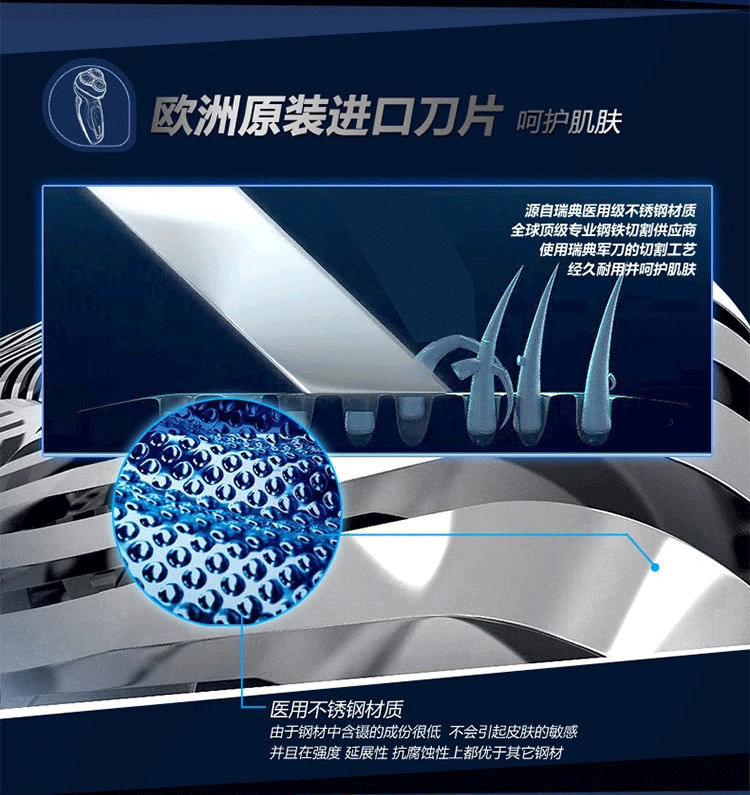 欧洲原装进口刀片 呵护肌肤
源自瑞典医用级不锈钢材质
全球顶级专业钢铁切割供应商
使用瑞典军刀的切割工艺
经久耐用并呵护肌肤
医用不锈钢材质
由于钢材中含镊的成份很低 不会引起皮肤的敏感
并且在强度 延展性 抗腐蚀性上都优于其它钢材